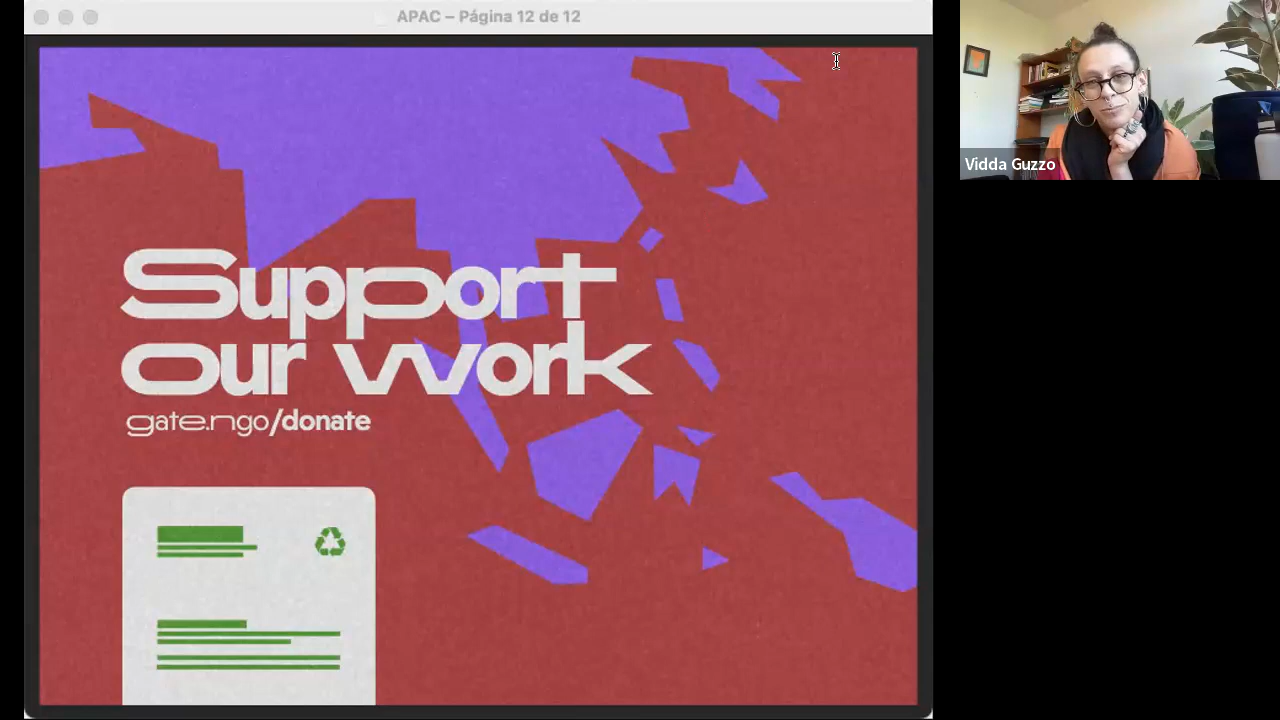 APAC – Página 12 de 12
Support
our work
gate.ngo/donate
Vidda Guzzo